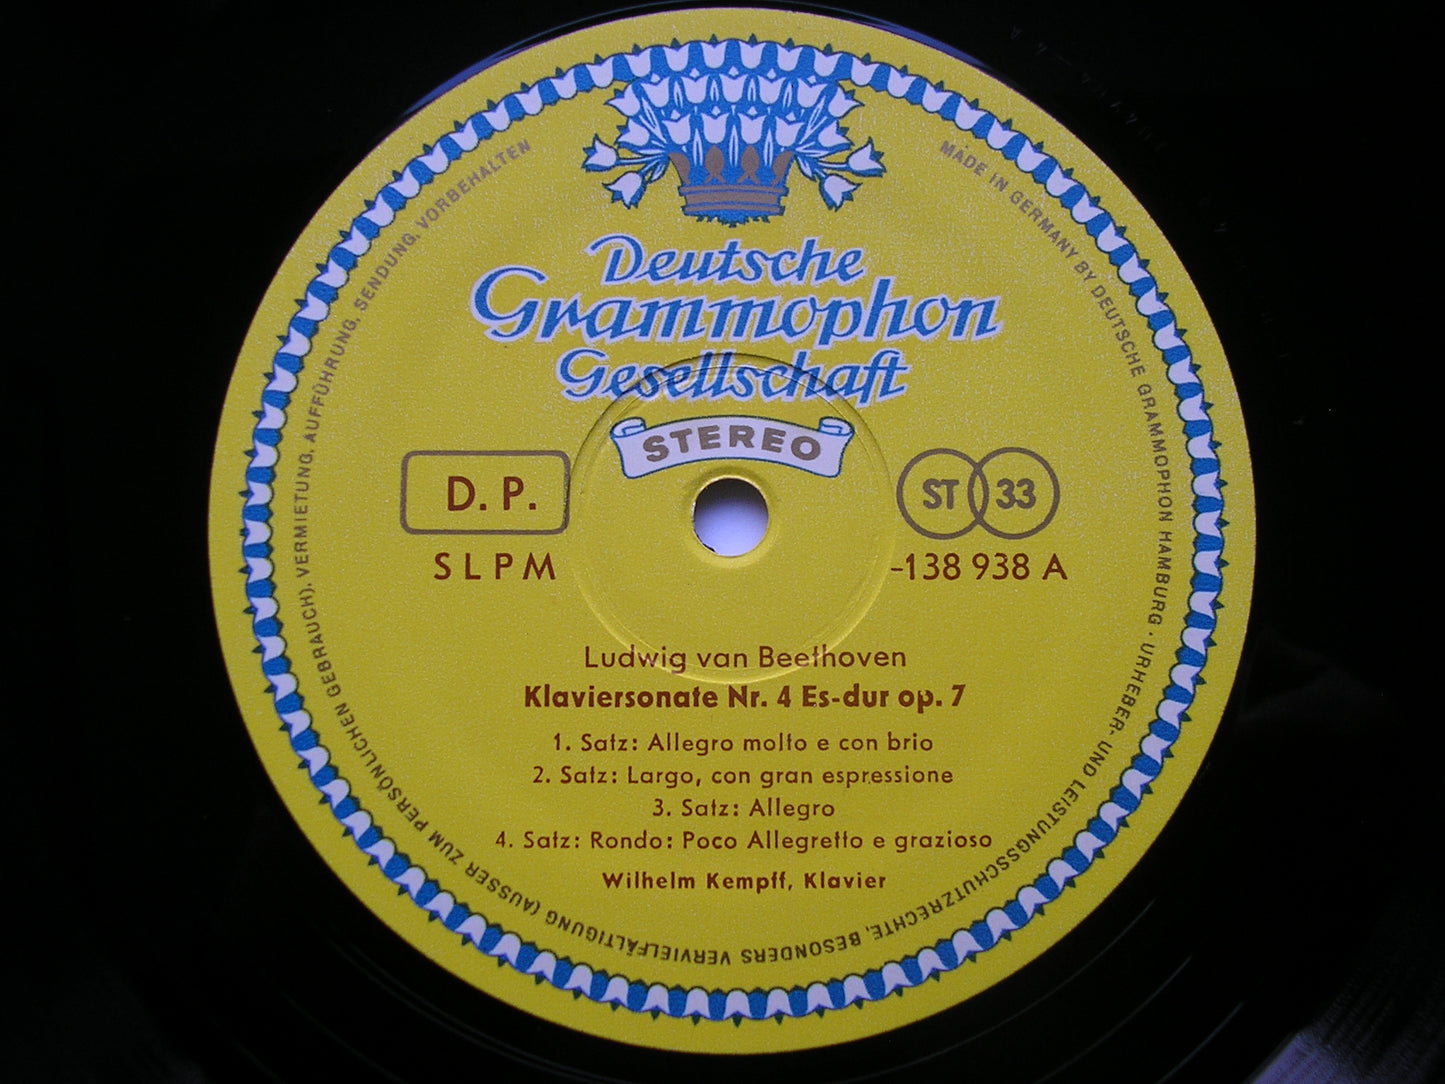 Deutsche
Grammophon
Gesellschaft
STEREO
D. P.
ST 33
SLPM
-138 938 A
Ludwig van Beethoven
Klaviersonate Nr. 4 Es-dur op. 7
1. Satz: Allegro molto e con brio
2. Satz: Largo, con gran espressione
3. Satz: Allegro
4. Satz: Rondo: Poco Allegretto e grazioso
Wilhelm Kempff, Klavier
MADE IN GERMANY BY DEUTSCHE GRAMMOPHON HAMBURG · URHEBER- UND LEISTUNGSSCHUTZRECHTE, BESONDERS VERVIELFÄLTIGUNG (AUSSER ZUM PERSÖNLICHEN GEBRAUCH), VERMIETUNG, AUFFÜHRUNG, SENDUNG, VORBEHALTEN